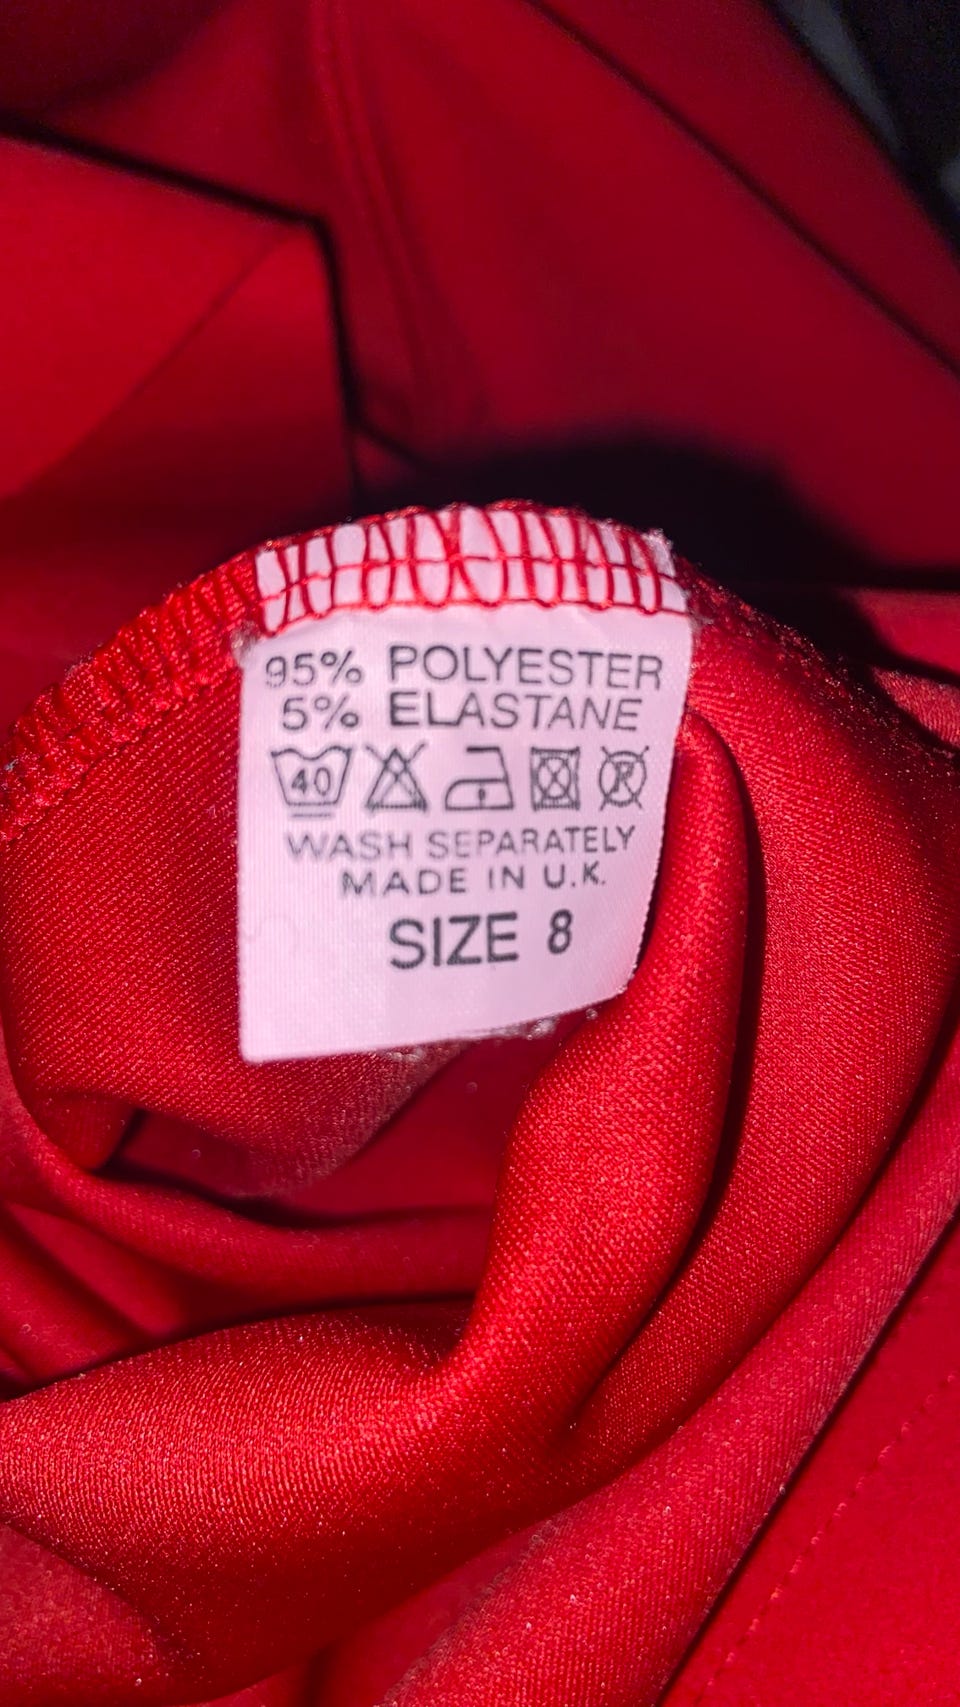 95% POLYESTER
5% ELASTANE
40 P
WASH SEPARATELY
MADE IN U.K.
SIZE 8